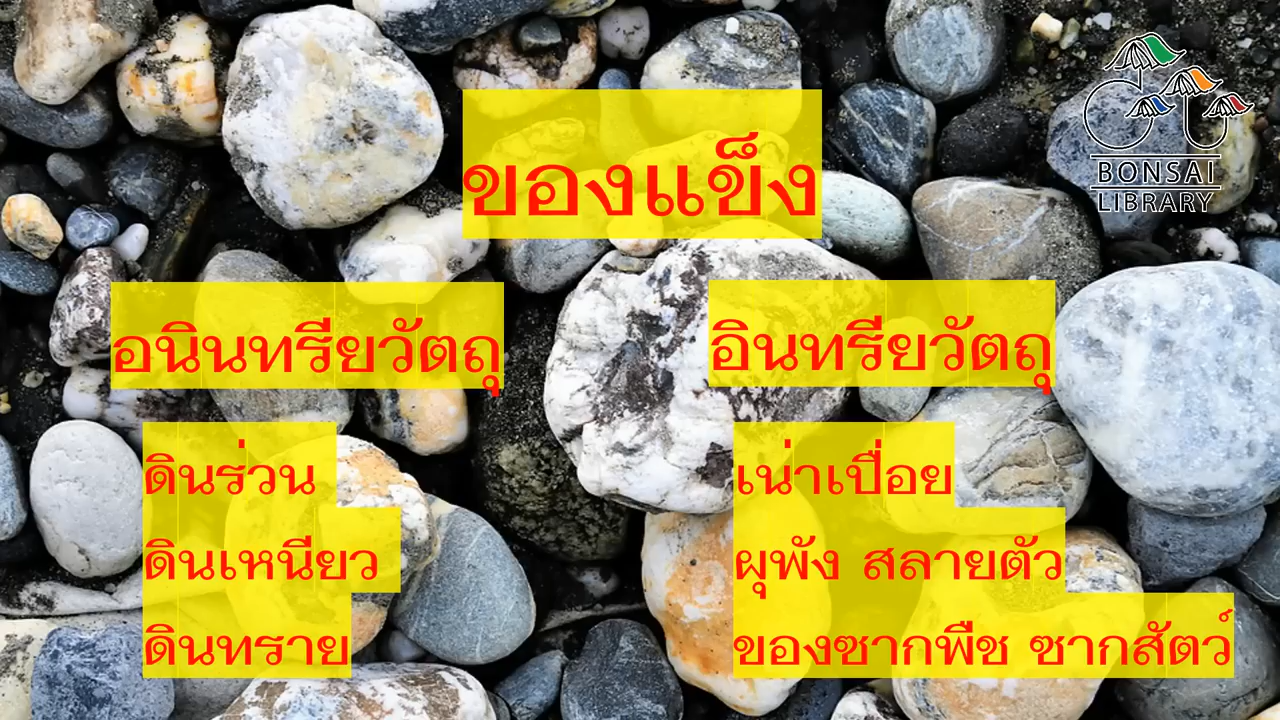 ของแข็ง
BONSAI
LIBRARY
อนินทรียวัตถุ
ดินร่วน
ดินเหนียว
ดินทราย
อินทรียวัตถุ
เน่าเปื่อย
ผุพัง สลายตัว
ของซากพืช ซากสัตว์